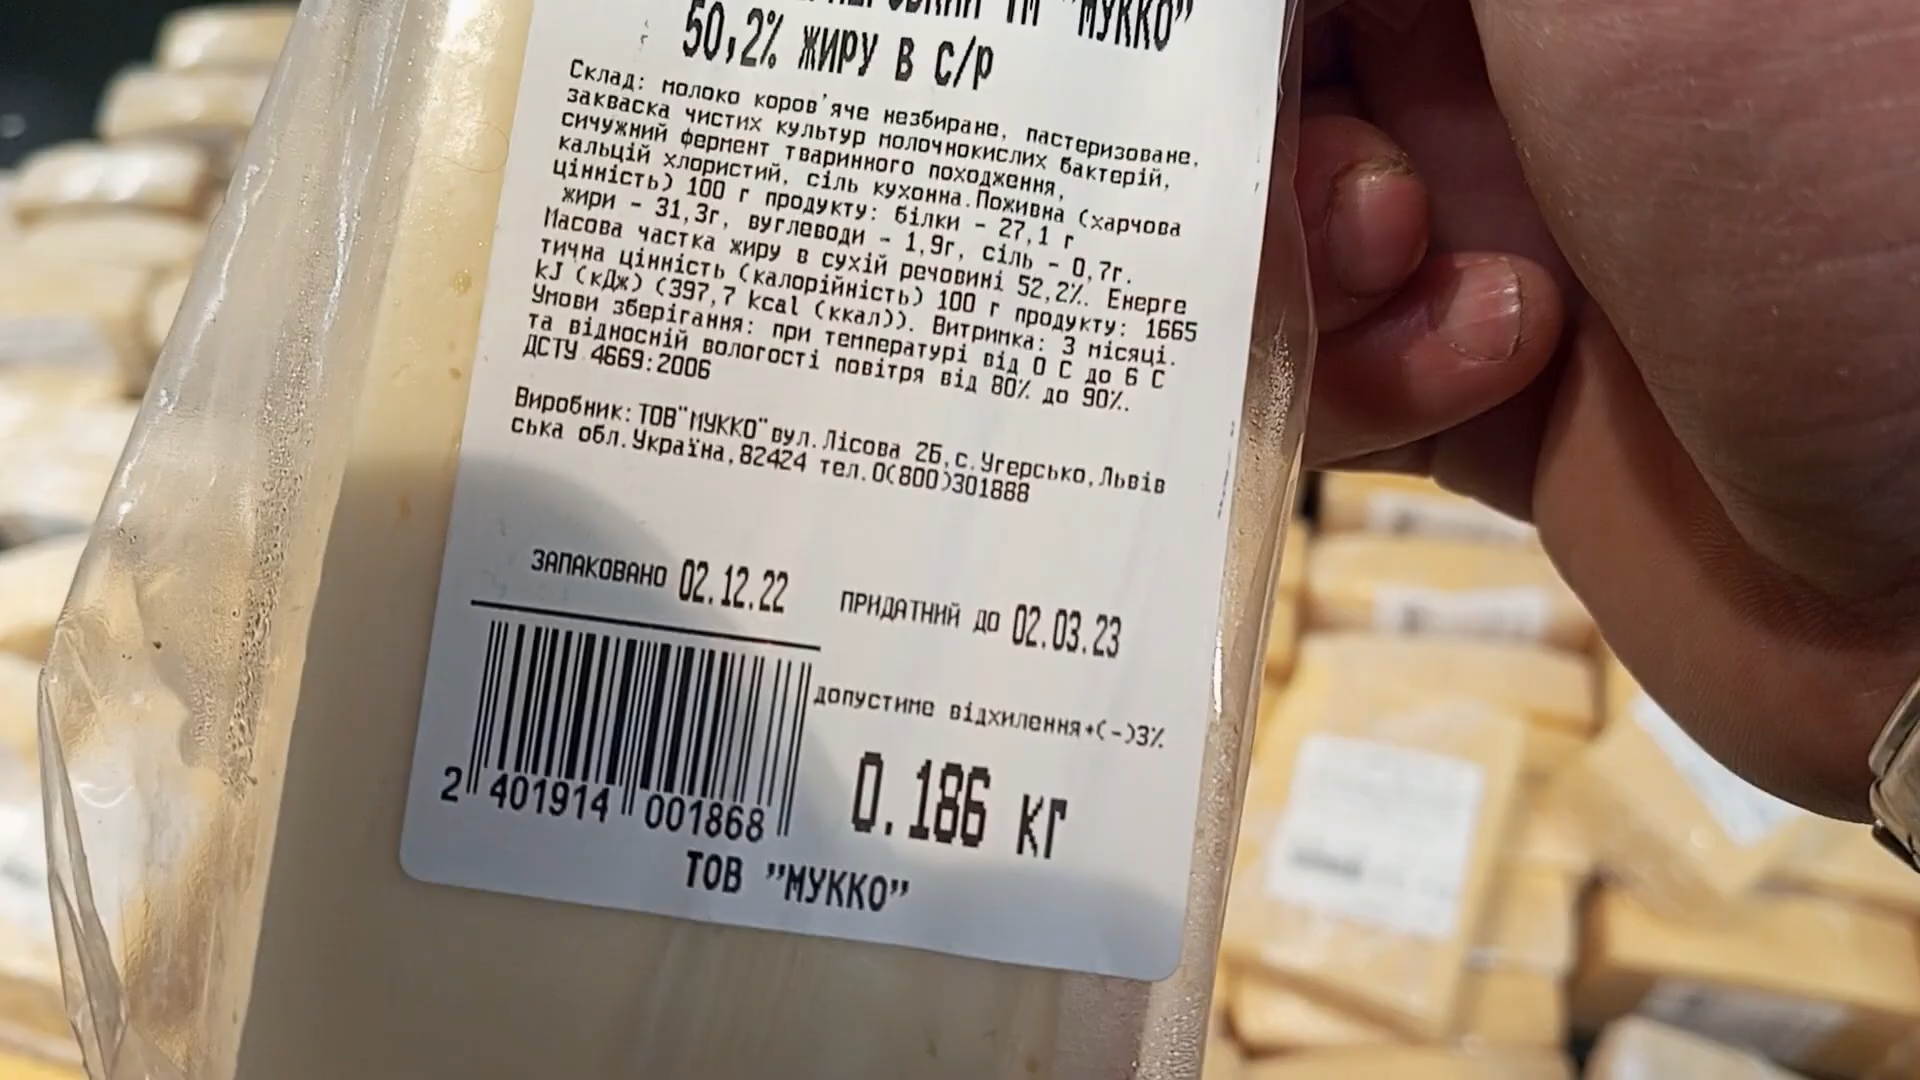 ТМ "МУККО"
50,2% ЖИРУ В С/Р
Склад: молоко коров'яче незбиране, пастеризоване,
закваска чистих культур молочнокислих бактерій,
сичужний фермент тваринного походження,
кальцій хлористий, сіль кухонна.Поживна (харчова
цінність) 100 г продукту: білки - 27,1 г
жири - 31,3г, вуглеводи - 1,9г, сіль - 0,7г.
Масова частка жиру в сухій речовині 52,2%. Енерге
тична цінність (калорійність) 100 г продукту: 1665
kJ (кДж) (397,7 kcal (ккал)). Витримка: 3 місяці.
Умови зберігання: при температурі від 0 С до 6 С
та відносній вологості повітря від 80% до 90%.
ДСТУ 4669:2006
Виробник: ТОВ"МУККО"вул.Лісова 2Б,с.Угерсько,Львів
ська обл.Україна,82424 тел.0(800)301888
ЗАПАКОВАНО 02.12.22 ПРИДАТНИЙ ДО 02.03.23
допустиме відхилення+(-)3%
2 401914 001868
0.186 кг
ТОВ "МУККО"